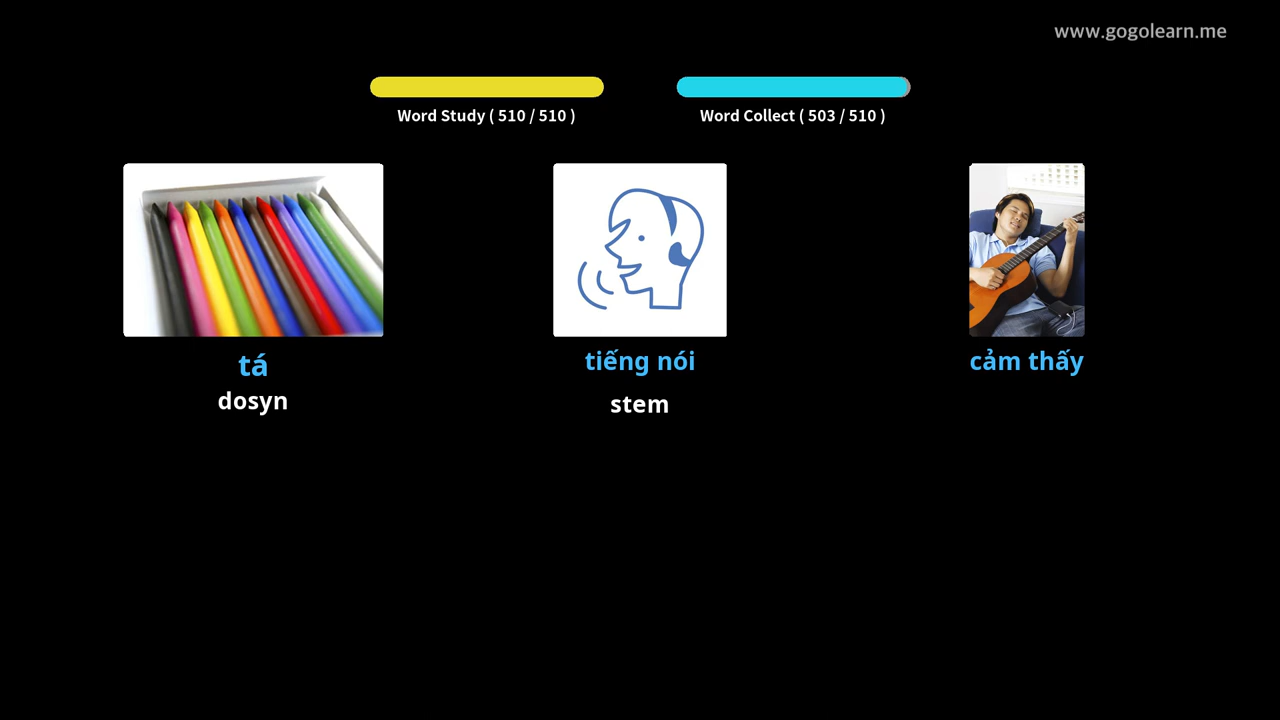 www.gogolearn.me
Word Study ( 510 / 510 )
Word Collect ( 503 / 510 )
tá
dosyn
tiếng nói
stem
cảm thấy